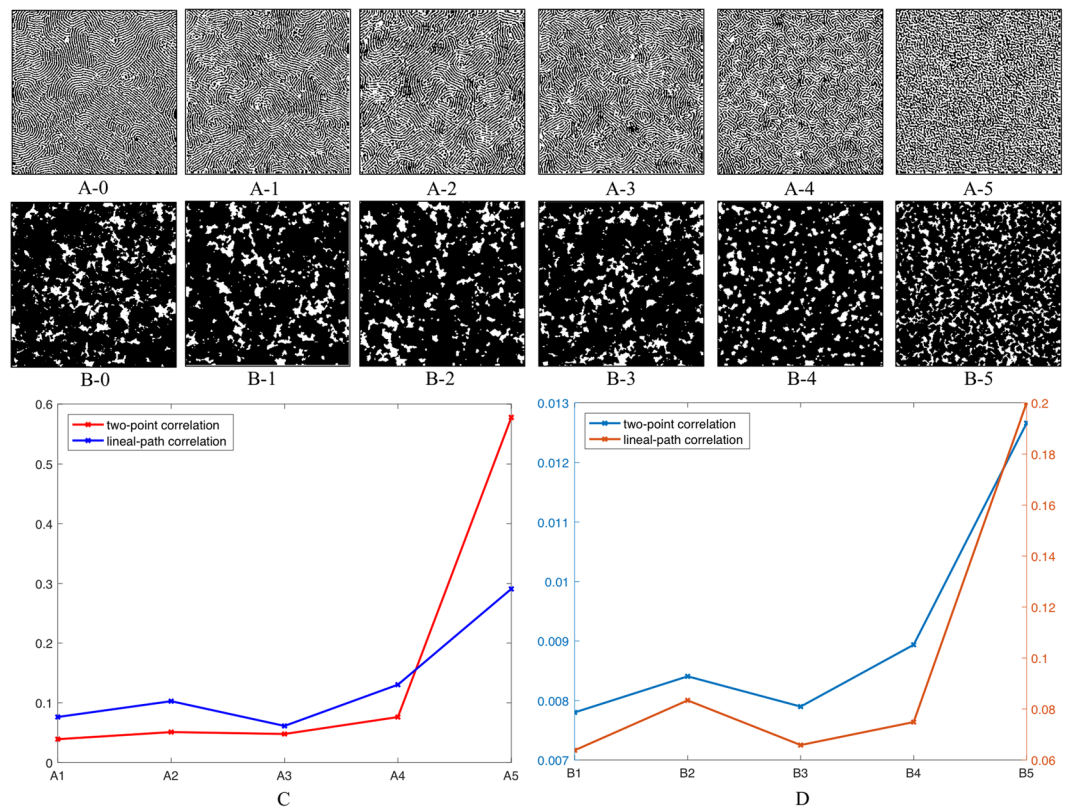 A-0 A-1 A-2 A-3 A-4 A-5
B-0 B-1 B-2 B-3 B-4 B-5
two-point correlation
lineal-path correlation
0.6
0.5
0.4
0.3
0.2
0.1
0
A1 A2 A3 A4 A5
C
two-point correlation
lineal-path correlation
0.013
0.012
0.011
0.01
0.009
0.008
0.007
0.2
0.18
0.16
0.14
0.12
0.1
0.08
0.06
B1 B2 B3 B4 B5
D